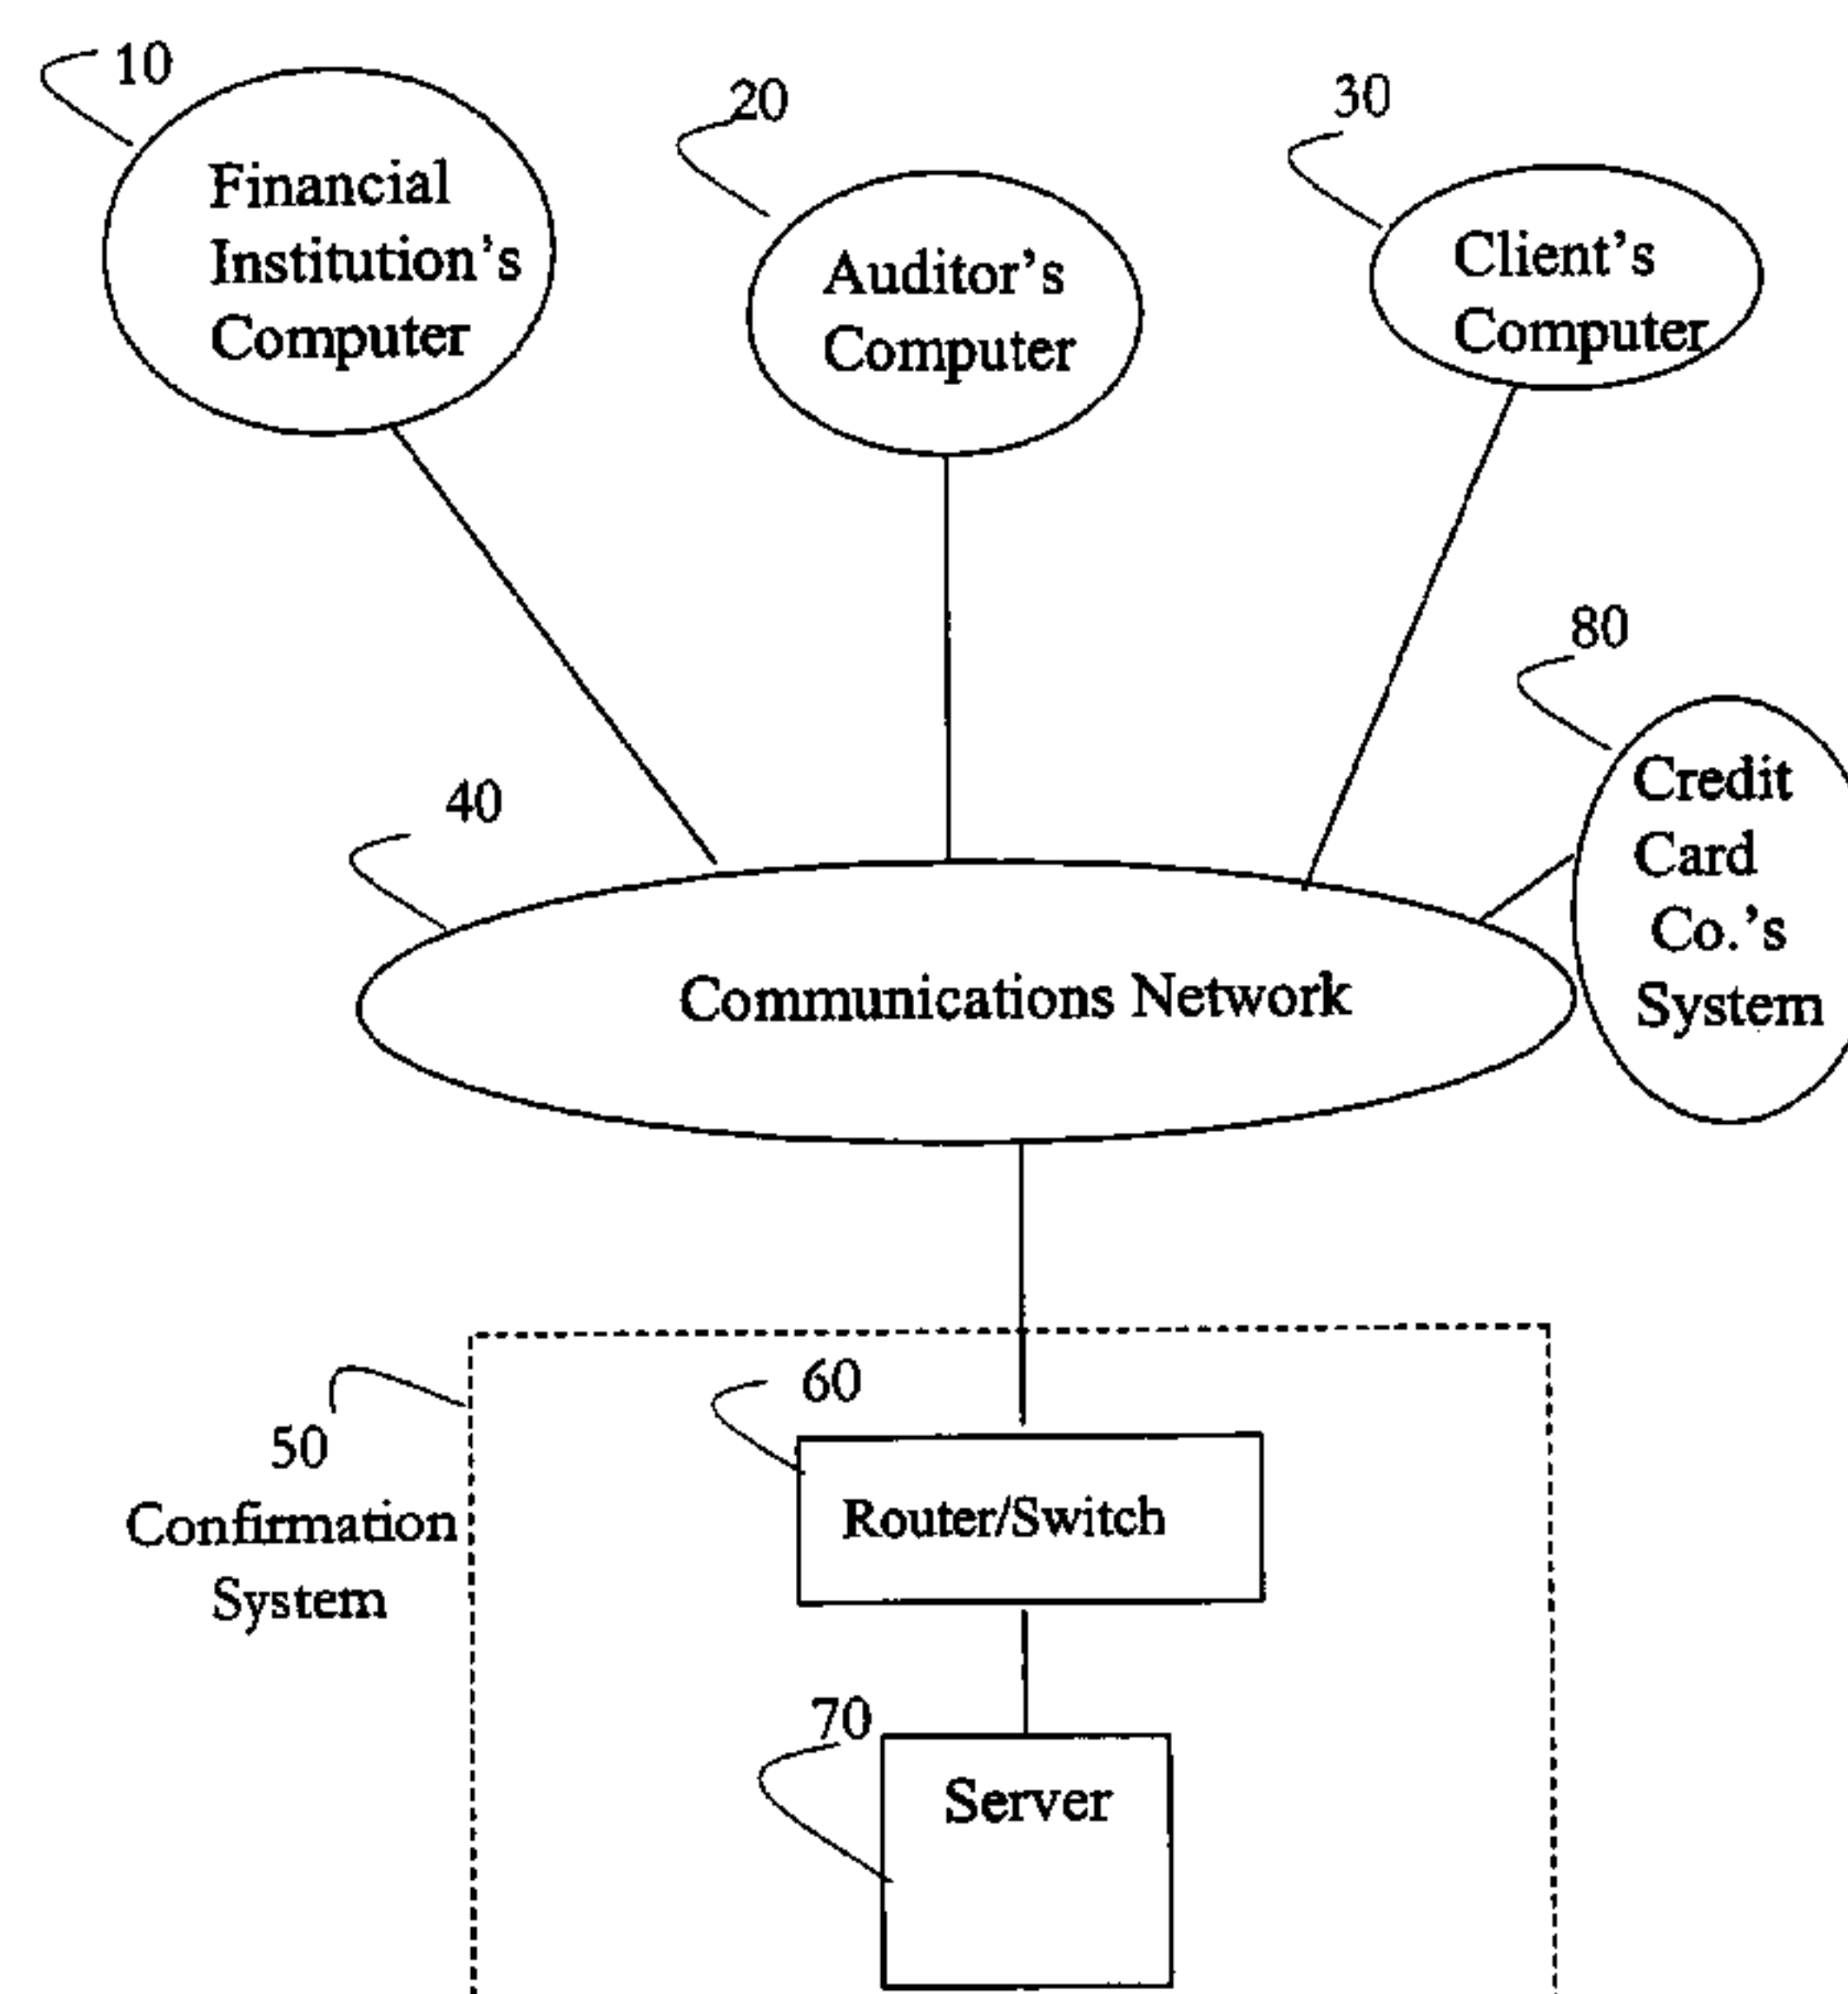 10
Financial
Institution's
Computer
20
Auditor's
Computer
30
Client's
Computer
80
Credit
Card
Co.'s
System
40
Communications Network
50
Confirmation
System
60
Router/Switch
70
Server